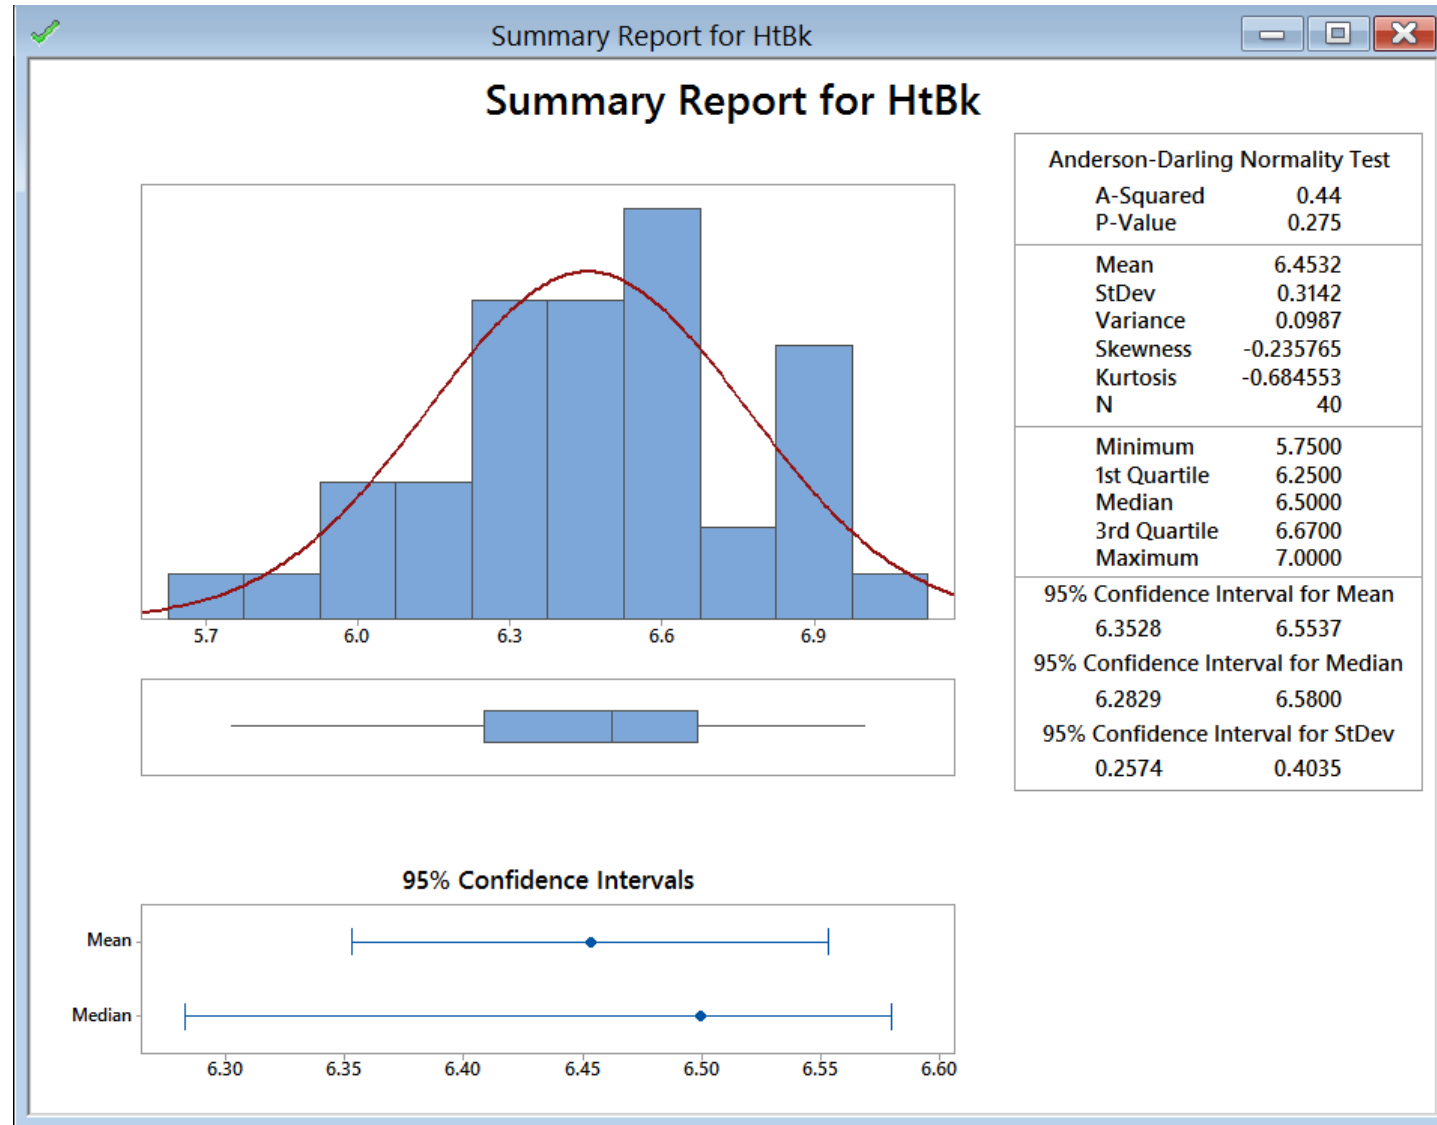 Summary Report for HtBk
Summary Report for HtBk
5.7 6.0 6.3 6.6 6.9
95% Confidence Intervals
Mean
Median
6.30 6.35 6.40 6.45 6.50 6.55 6.60
Anderson-Darling Normality Test
A-Squared 0.44
P-Value 0.275
Mean 6.4532
StDev 0.3142
Variance 0.0987
Skewness -0.235765
Kurtosis -0.684553
N 40
Minimum 5.7500
1st Quartile 6.2500
Median 6.5000
3rd Quartile 6.6700
Maximum 7.0000
95% Confidence Interval for Mean
6.3528 6.5537
95% Confidence Interval for Median
6.2829 6.5800
95% Confidence Interval for StDev
0.2574 0.4035